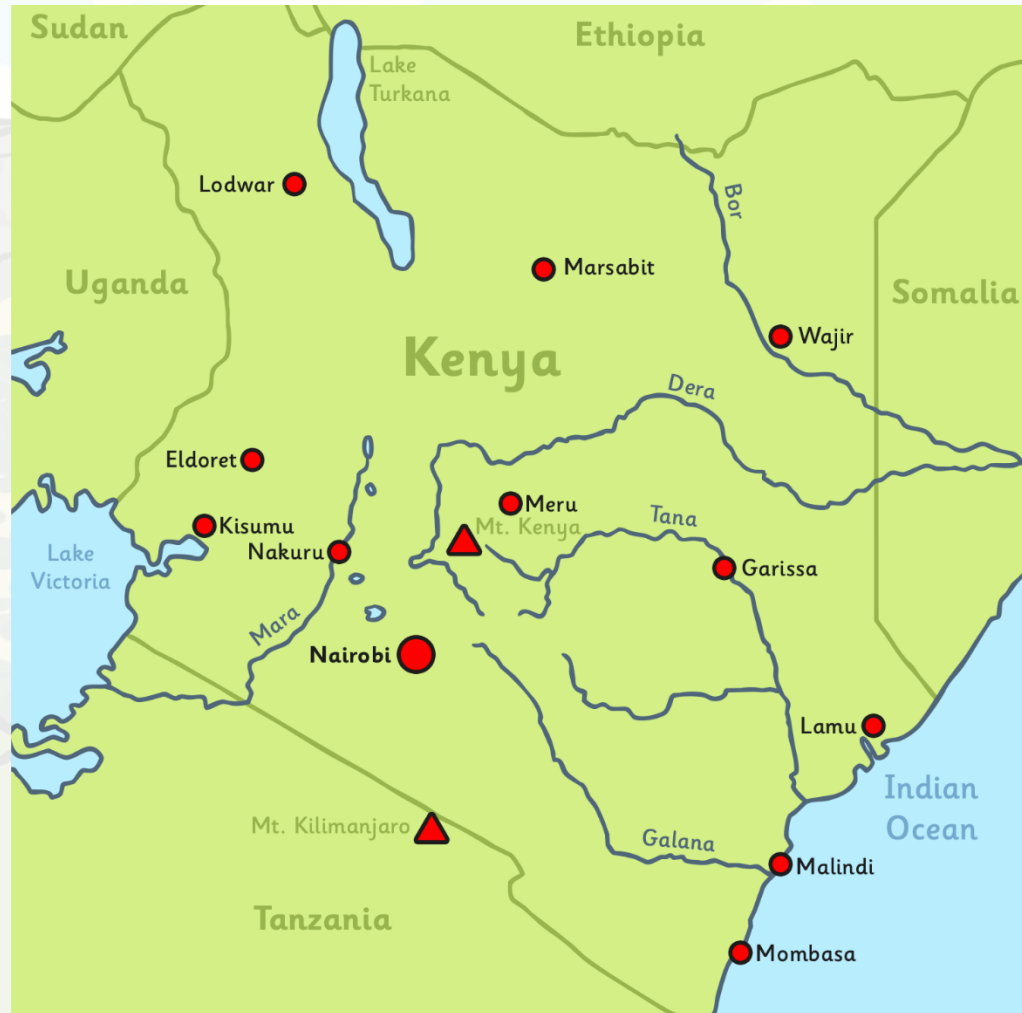 Sudan
Ethiopia
Lake
Turkana
Lodwar
Bor
Marsabit
Uganda
Somalia
Wajir
Kenya
Dera
Eldoret
Meru
Kisumu
Mt. Kenya
Tana
Nakuru
Lake
Victoria
Garissa
Mara
Nairobi
Lamu
Indian
Ocean
Mt. Kilimanjaro
Galana
Malindi
Tanzania
Mombasa